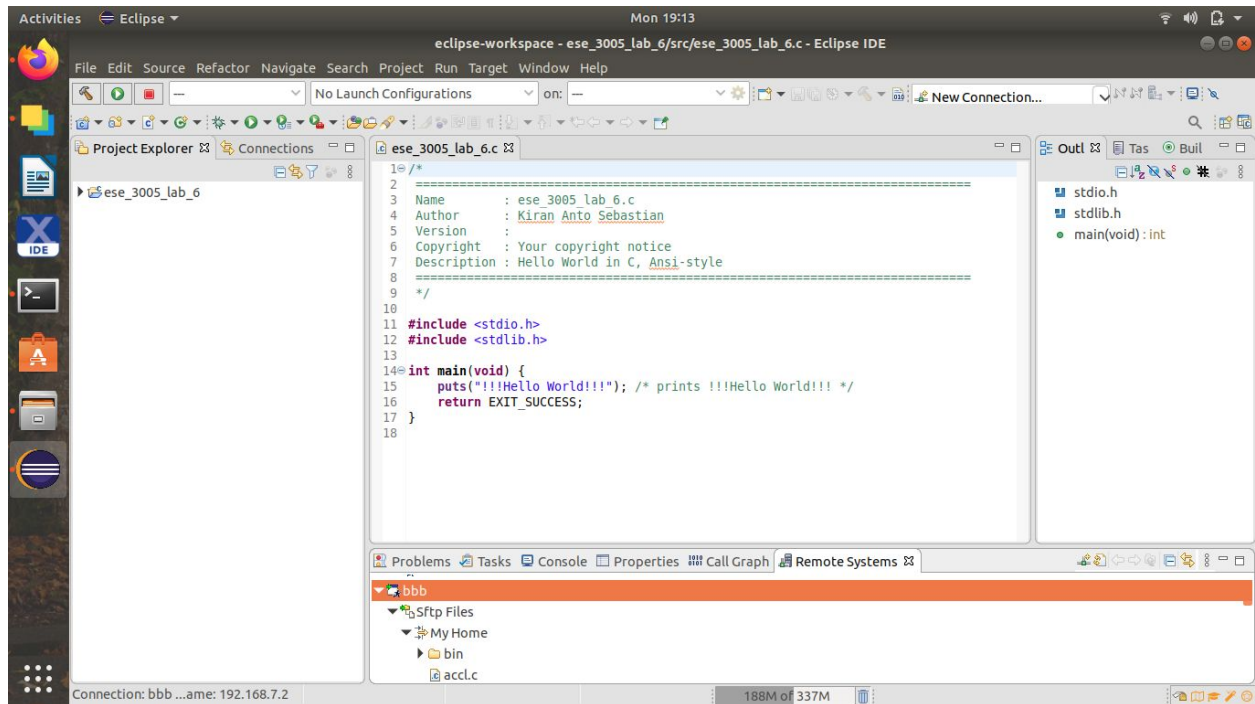 Activities Eclipse Mon 19:13
eclipse-workspace - ese_3005_lab_6/src/ese_3005_lab_6.c - Eclipse IDE
File Edit Source Refactor Navigate Search Project Run Target Window Help
--- No Launch Configurations on: --- New Connection...
Project Explorer Connections
ese_3005_lab_6
IDE
ese_3005_lab_6.c
1 /*
2 =============================================================================
3 Name : ese_3005_lab_6.c
4 Author : Kiran Anto Sebastian
5 Version :
6 Copyright : Your copyright notice
7 Description : Hello World in C, Ansi-style
8 =============================================================================
9 */
10
11 #include <stdio.h>
12 #include <stdlib.h>
13
14 int main(void) {
15 puts("!!!Hello World!!!"); /* prints !!!Hello World!!! */
16 return EXIT_SUCCESS;
17 }
18
Outl Tas Buil
stdio.h
stdlib.h
main(void) : int
Problems Tasks Console Properties Call Graph Remote Systems
bbb
Sftp Files
My Home
bin
accl.c
Connection: bbb ...ame: 192.168.7.2 188M of 337M